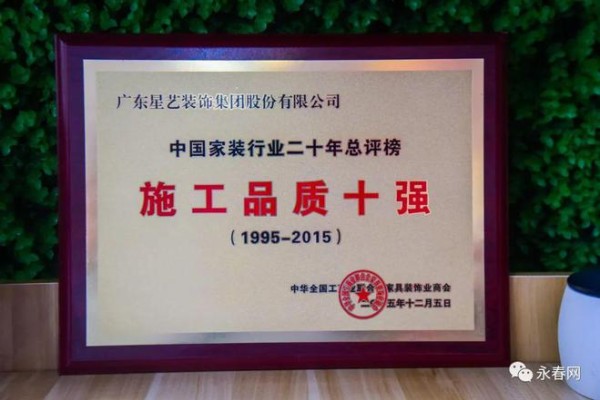 广东星艺装饰集团股份有限公司
中国家装行业二十年总评榜
施工品质十强
（1995-2015）
中华全国工 家具装饰业商会
二 五年十二月五日
永春网